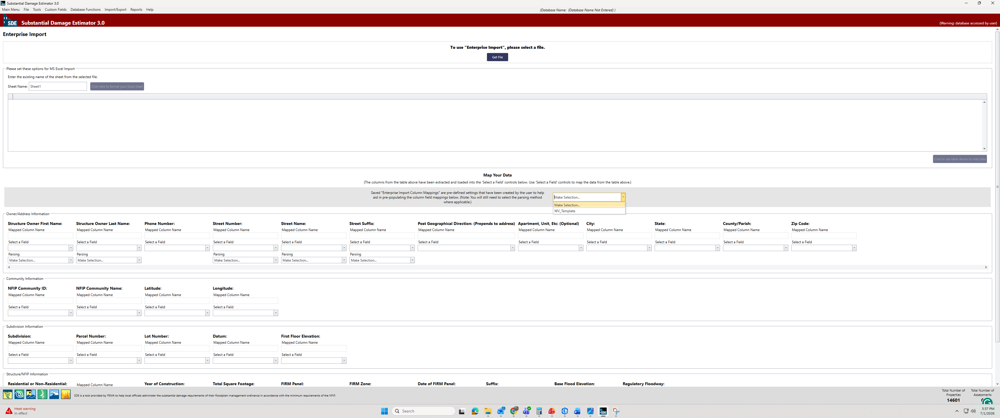 Substantial Damage Estimator 3.0
Main Menu File Tools Custom Fields Database Functions Import/Export Reports Help
(Database Name: (Database Name Not Entered) )
SDE Substantial Damage Estimator 3.0
(Warning: database accessed by user)
Enterprise Import
To use "Enterprise Import", please select a file.
Get File
Please set these options for MS Excel Import
Enter the existing name of the sheet from the selected file.
Sheet Name: Sheet1 Click here to format your Excel sheet
Click to use table above to map data
Map Your Data
(The columns from the table above have been extracted and loaded into the 'Select a Field' controls below. Use 'Select a Field' controls to map the data from the table above.)
Saved "Enterprise Import Column Mappings" are pre-defined settings that have been created by the user to help
aid in pre-populating the column field mappings below. (Note: You will still need to select the parsing method
where applicable.)
Make Selection...
Make Selection...
WV_Template
Owner/Address Information
Structure Owner First Name: Structure Owner Last Name: Phone Number: Street Number: Street Name: Street Suffix: Post Geographical Direction: (Prepends to address) Apartment, Unit, Etc: (Optional) City: State: County/Parish: Zip Code:
Mapped Column Name Mapped Column Name Mapped Column Name Mapped Column Name Mapped Column Name Mapped Column Name Mapped Column Name Mapped Column Name Mapped Column Name Mapped Column Name Mapped Column Name Mapped Column Name
Select a Field Select a Field Select a Field Select a Field Select a Field Select a Field Select a Field Select a Field Select a Field Select a Field Select a Field Select a Field
Parsing Parsing Parsing Parsing Parsing
Make Selection... Make Selection... Make Selection... Make Selection... Make Selection...
Community Information
NFIP Community ID: NFIP Community Name: Latitude: Longitude:
Mapped Column Name Mapped Column Name Mapped Column Name Mapped Column Name
Select a Field Select a Field Select a Field Select a Field
Subdivision Information
Subdivision: Parcel Number: Lot Number: Datum: First Floor Elevation:
Mapped Column Name Mapped Column Name Mapped Column Name Mapped Column Name Mapped Column Name
Select a Field Select a Field Select a Field Select a Field Select a Field
Structure/NFIP Information
Residential or Non-Residential: Mapped Column Name Year of Construction: Total Square Footage: FIRM Panel: FIRM Zone: Date of FIRM Panel: Suffix: Base Flood Elevation: Regulatory Floodway:
SDE is a tool provided by FEMA to help local officials administer the substantial damage requirements of their floodplain management ordinance in accordance with the minimum requirements of the NFIP.
Total Number of
Properties
14601
Total Number of
Assessments
Heat warning
In effect
Search
SDE
3:37 PM
7/1/2026